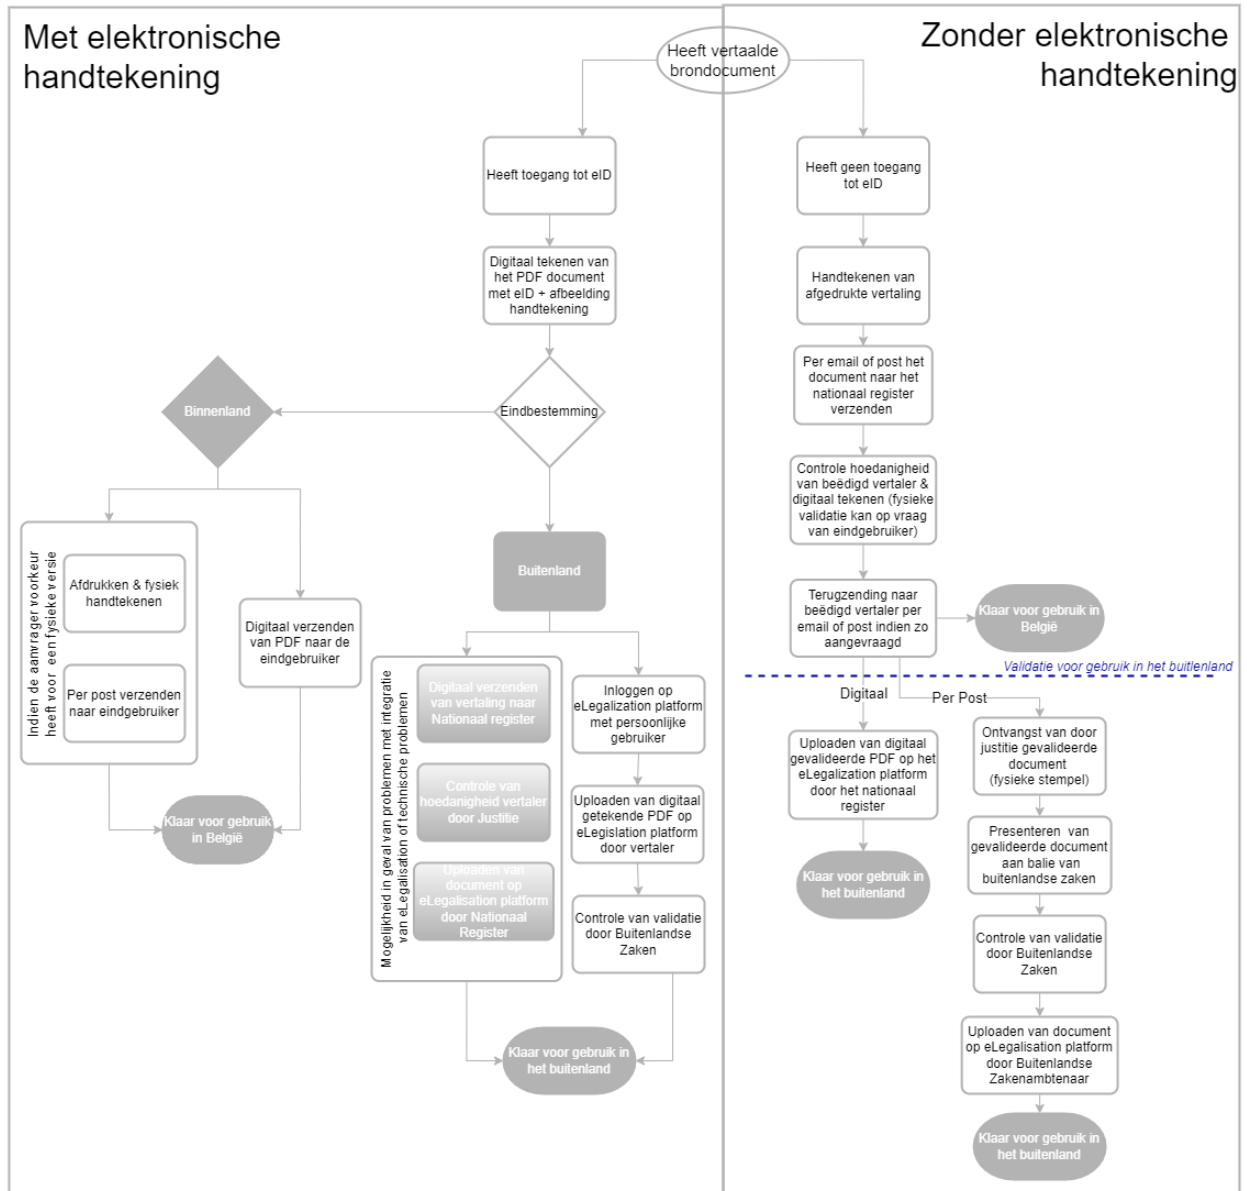 Met elektronische
handtekening
Zonder elektronische
handtekening
Heeft vertaalde
brondocument
Heeft toegang tot eID
Digitaal tekenen van
het PDF document
met eID + afbeelding
handtekening
Eindbestemming
Binnenland
Indien de aanvrager voorkeur
heeft voor een fysieke versie
Afdrukken & fysiek
handtekenen
Per post verzenden
naar eindgebruiker
Digitaal verzenden
van PDF naar de
eindgebruiker
Klaar voor gebruik
in België
Buitenland
Mogelijkheid in geval van problemen met integratie
van eLegalisation of technische problemen
Digitaal verzenden
van vertaling naar
Nationaal register
Controle van
hoedanigheid vertaler
door Justitie
Uploaden van
document op
eLegalisation platform
door Nationaal
Register
Inloggen op
eLegalization platform
met persoonlijke
gebruiker
Uploaden van digitaal
getekende PDF op
eLegislation platform
door vertaler
Controle van validatie
door Buitenlandse
Zaken
Klaar voor gebruik in
het buitenland
Heeft geen toegang
tot eID
Handtekenen van
afgedrukte vertaling
Per email of post het
document naar het
nationaal register
verzenden
Controle hoedanigheid
van beëdigd vertaler &
digitaal tekenen (fysieke
validatie kan op vraag
van eindgebruiker)
Terugzending naar
beëdigd vertaler per
email of post indien zo
aangevraagd
Klaar voor gebruik in
België
Validatie voor gebruik in het buitlenland
Digitaal
Per Post
Uploaden van digitaal
gevalideerde PDF op het
eLegalization platform
door het nationaal
register
Klaar voor gebruik in
het buitenland
Ontvangst van door
justitie gevalideerde
document
(fysieke stempel)
Presenteren van
gevalideerde document
aan balie van
buitenlandse zaken
Controle van validatie
door Buitenlandse
Zaken
Uploaden van document
op eLegalisation platform
door Buitenlandse
Zakenambtenaar
Klaar voor gebruik in
het buitenland